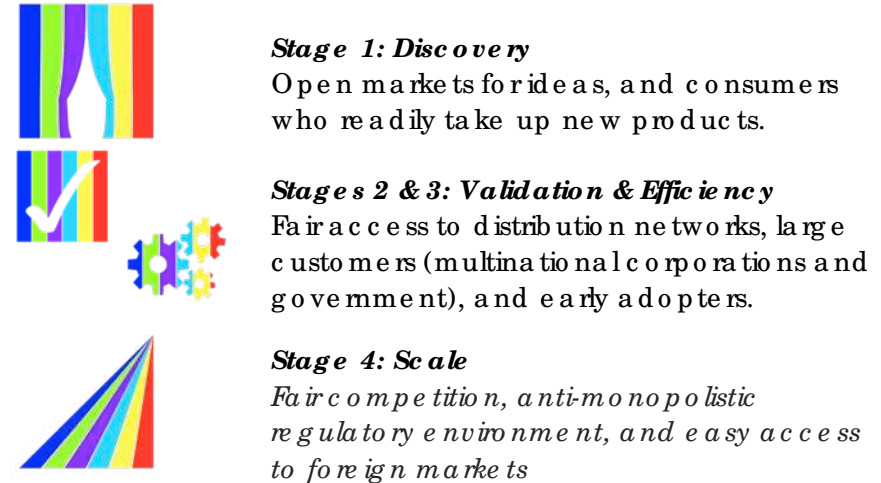 Stage 1: Discovery
Open markets for ideas, and consumers
who readily take up new products.
Stages 2 & 3: Validation & Efficiency
Fair access to distribution networks, large
customers (multinational corporations and
government), and early adopters.
Stage 4: Scale
Fair competition, anti-monopolistic
regulatory environment, and easy access
to foreign markets